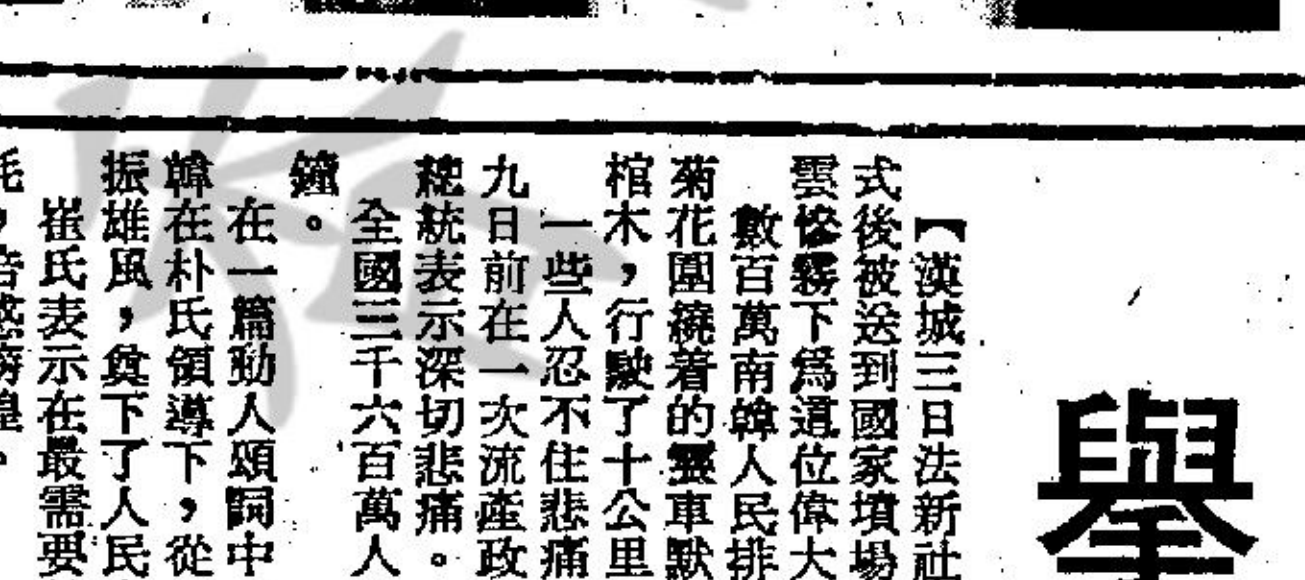 舉
【漢城三日法新社
式後被送到國家墳場
雲慘霧下爲這位偉大
數百萬南韓人民排
菊花圍繞着的靈車默
棺木，行駛了十公里
一些人忍不住悲痛
九日前在一次流產政
總統表示深切悲痛。
全國三千六百萬人
鐘。
在一篇動人頌詞中
韓在朴氏領導下，從
振雄風，奠下了人民
崔氏表示在最需要